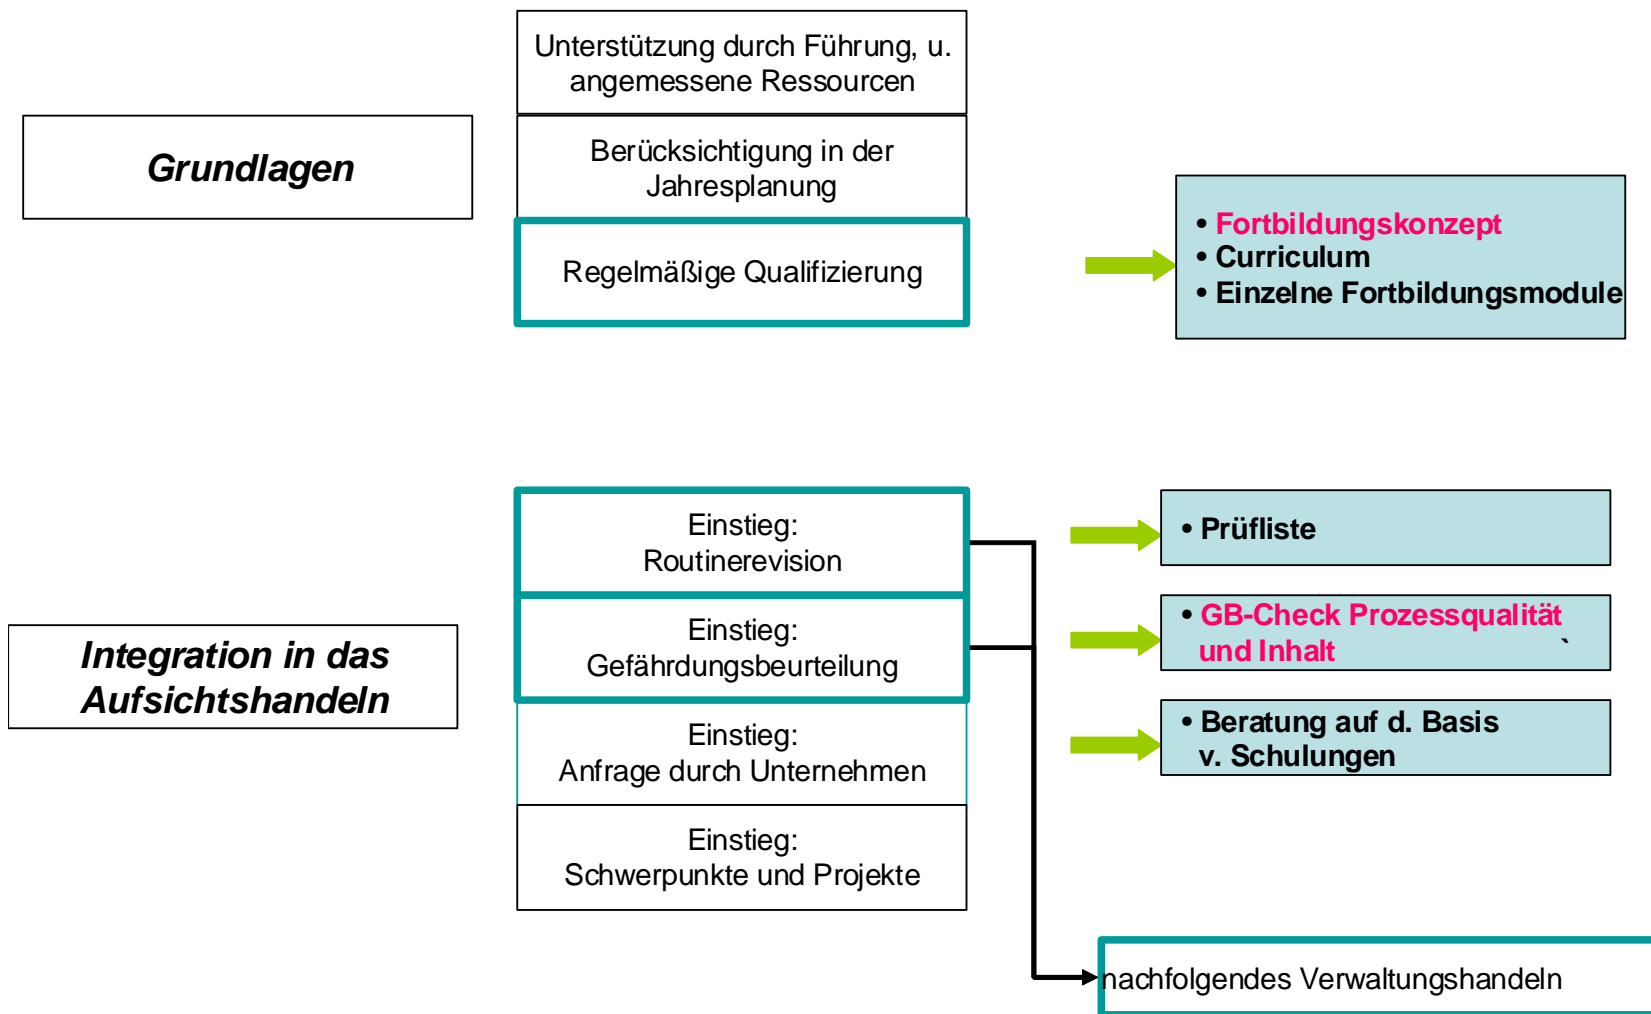 Unterstützung durch Führung, u.
angemessene Ressourcen
Grundlagen
Berücksichtigung in der
Jahresplanung
Regelmäßige Qualifizierung
• Fortbildungskonzept
• Curriculum
• Einzelne Fortbildungsmodule
Einstieg:
Routinerevision
• Prüfliste
Integration in das
Aufsichtshandeln
Einstieg:
Gefährdungsbeurteilung
• GB-Check Prozessqualität
und Inhalt `
Einstieg:
Anfrage durch Unternehmen
• Beratung auf d. Basis
v. Schulungen
Einstieg:
Schwerpunkte und Projekte
nachfolgendes Verwaltungshandeln